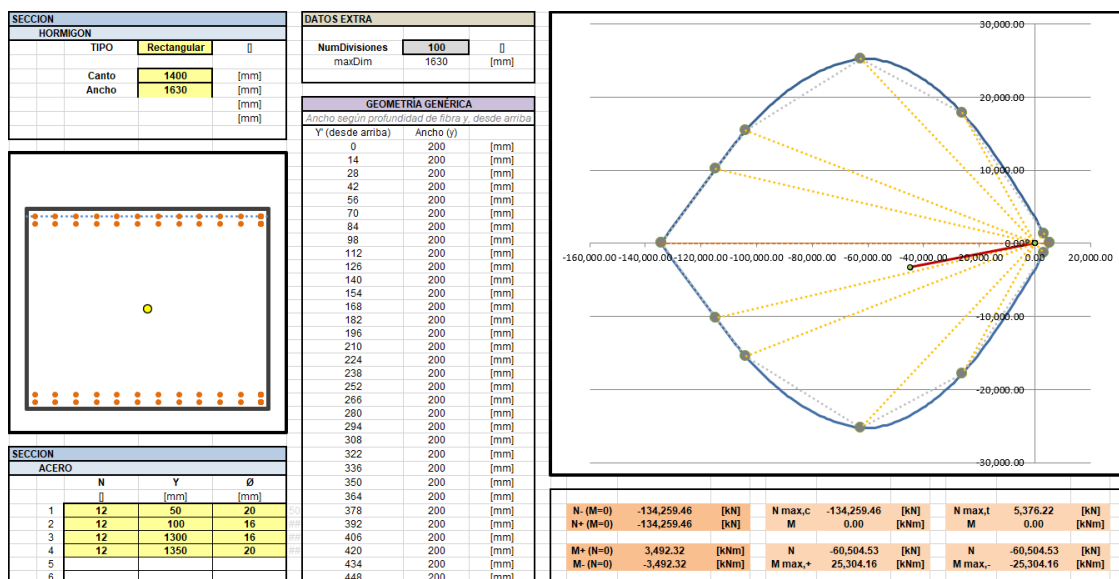 SECCION
HORMIGON
TIPO Rectangular []
Canto 1400 [mm]
Ancho 1630 [mm]
[mm]
[mm]
SECCION
ACERO
N Y Ø
[] [mm] [mm]
1 12 50 20
2 12 100 16
3 12 1300 16
4 12 1350 20
5
6
DATOS EXTRA
NumDivisiones 100 []
maxDim 1630 [mm]
GEOMETRÍA GENÉRICA
Ancho según profundidad de fibra y, desde arriba
Y' (desde arriba) Ancho (y)
0 200 [mm]
14 200 [mm]
28 200 [mm]
42 200 [mm]
56 200 [mm]
70 200 [mm]
84 200 [mm]
98 200 [mm]
112 200 [mm]
126 200 [mm]
140 200 [mm]
154 200 [mm]
168 200 [mm]
182 200 [mm]
196 200 [mm]
210 200 [mm]
224 200 [mm]
238 200 [mm]
252 200 [mm]
266 200 [mm]
280 200 [mm]
294 200 [mm]
308 200 [mm]
322 200 [mm]
336 200 [mm]
350 200 [mm]
364 200 [mm]
378 200 [mm]
392 200 [mm]
406 200 [mm]
420 200 [mm]
434 200 [mm]
448 200 [mm]
30,000.00
20,000.00
10,000.00
0.00
-160,000.00 -140,000.00 -120,000.00 -100,000.00 -80,000.00 -60,000.00 -40,000.00 -20,000.00 0.00 20,000.00
-10,000.00
-20,000.00
-30,000.00
N- (M=0) -134,259.46 [kN] N max,c -134,259.46 [kN] N max,t 5,376.22 [kN]
N+ (M=0) -134,259.46 [kN] M 0.00 [kNm] M 0.00 [kNm]
M+ (N=0) 3,492.32 [kNm] N -60,504.53 [kN] N -60,504.53 [kN]
M- (N=0) -3,492.32 [kNm] M max,+ 25,304.16 [kNm] M max,- -25,304.16 [kNm]